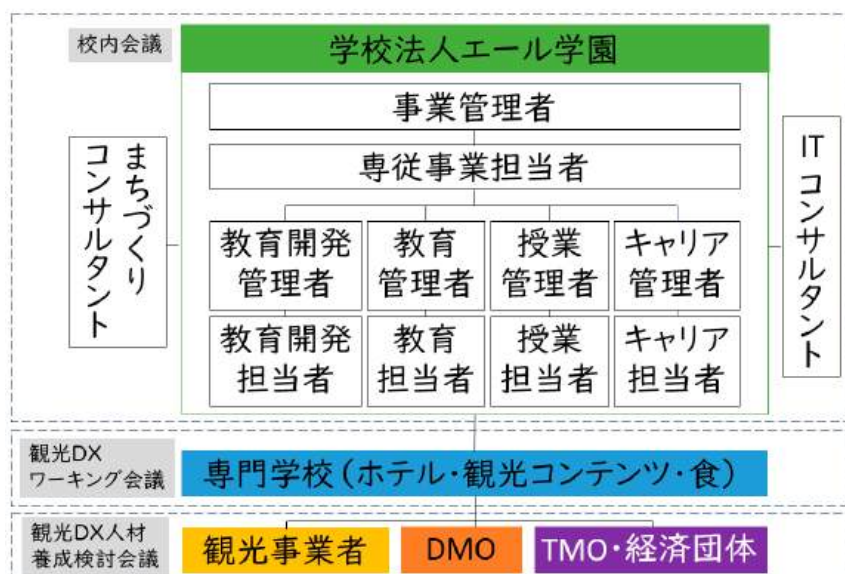 校内会議
学校法人エール学園
事業管理者
専従事業担当者
まちづくり
コンサルタント
IT コンサルタント
教育開発
管理者
教育
管理者
授業
管理者
キャリア
管理者
教育開発
担当者
教育
担当者
授業
担当者
キャリア
担当者
観光DX
ワーキング会議
専門学校(ホテル・観光コンテンツ・食)
観光DX人材
養成検討会議
観光事業者
DMO
TMO・経済団体